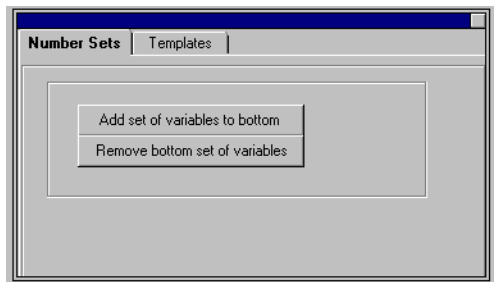 Number Sets Templates
Add set of variables to bottom
Remove bottom set of variables